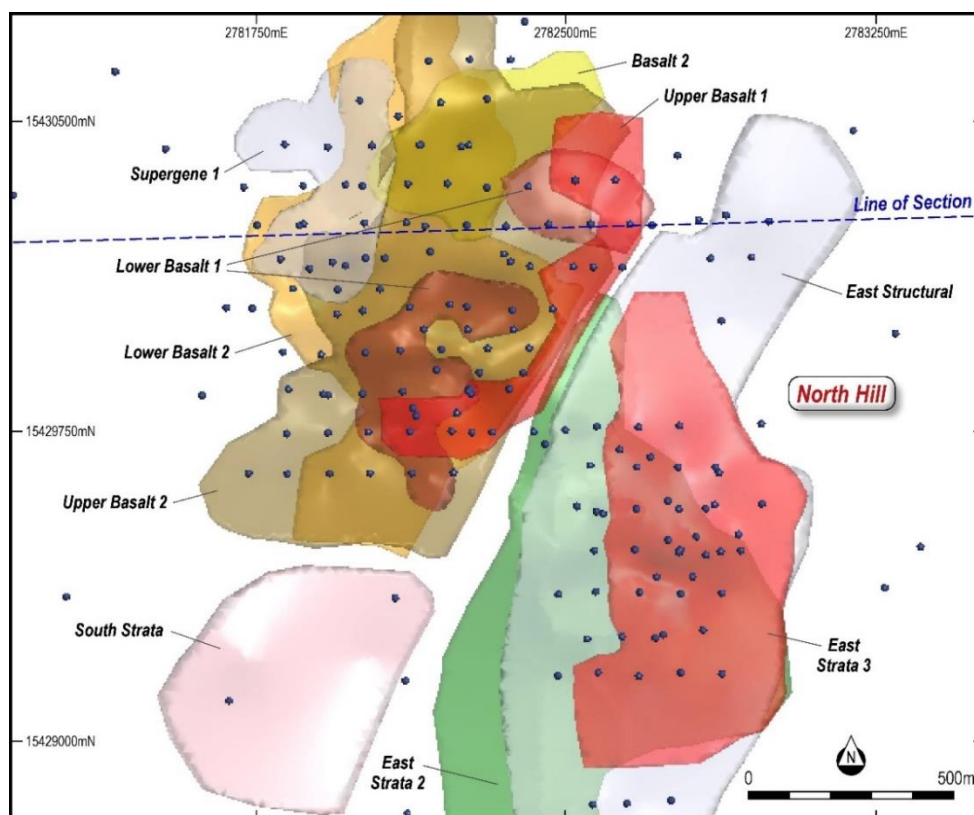 2781750mE
2782500mE
2783250mE
Basalt 2
Upper Basalt 1
15430500mN
Supergene 1
Line of Section
Lower Basalt 1
East Structural
Lower Basalt 2
North Hill
15429750mN
Upper Basalt 2
South Strata
East
Strata 3
15429000mN
East
Strata 2
N
0
500m